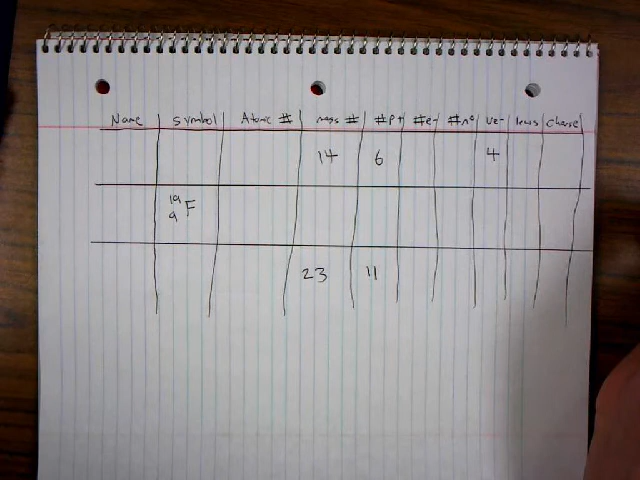 Name Symbol Atomic # mass # #p+ #e- #n° ve- lewis charge
14 6 4
19
9 F
23 11